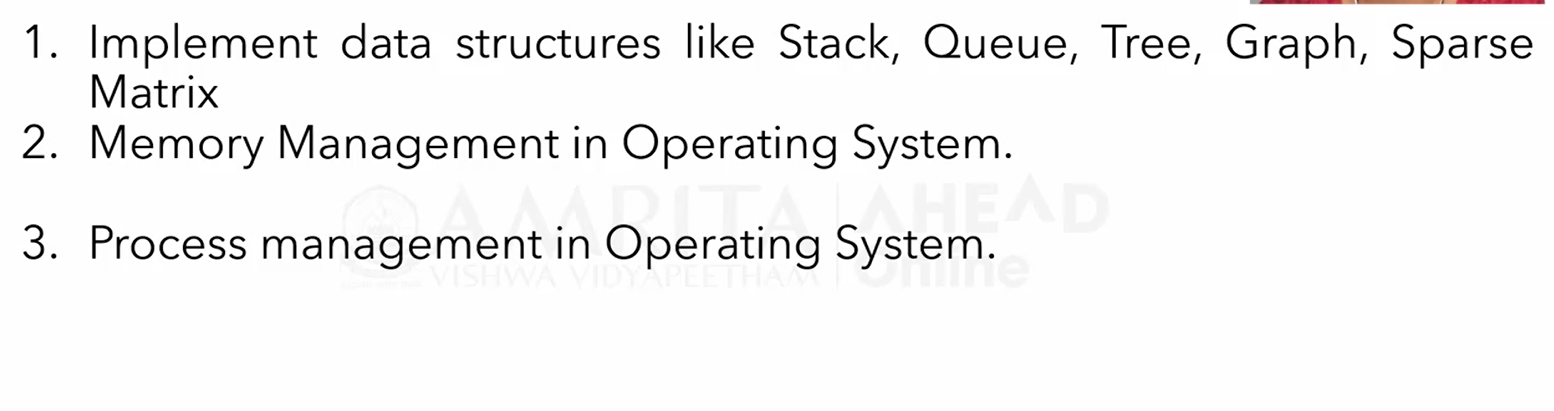 1. Implement data structures like Stack, Queue, Tree, Graph, Sparse
Matrix
2. Memory Management in Operating System.
AMRITA AHEAD
3. Process management in Operating System.
VISHWA VIDYAPEETHAM Online